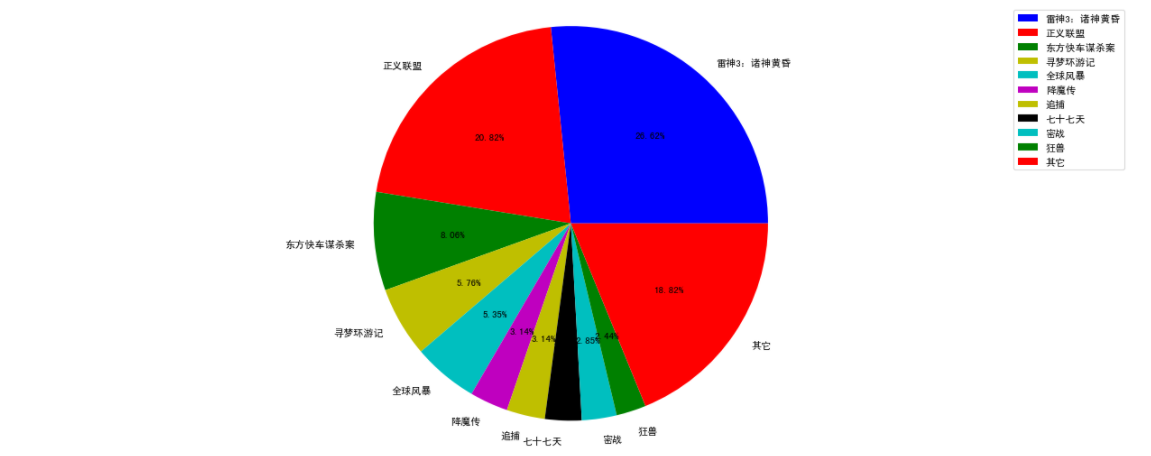 雷神3：诸神黄昏
正义联盟
东方快车谋杀案
寻梦环游记
全球风暴
降魔传
追捕
七十七天
密战
狂兽
其它
雷神3：诸神黄昏
正义联盟
26.62%
20.82%
8.06%
东方快车谋杀案
5.76%
18.82%
5.35%
3.14%
寻梦环游记
3.14%
2.85%
2.44%
其它
全球风暴
降魔传
追捕
七十七天
密战
狂兽